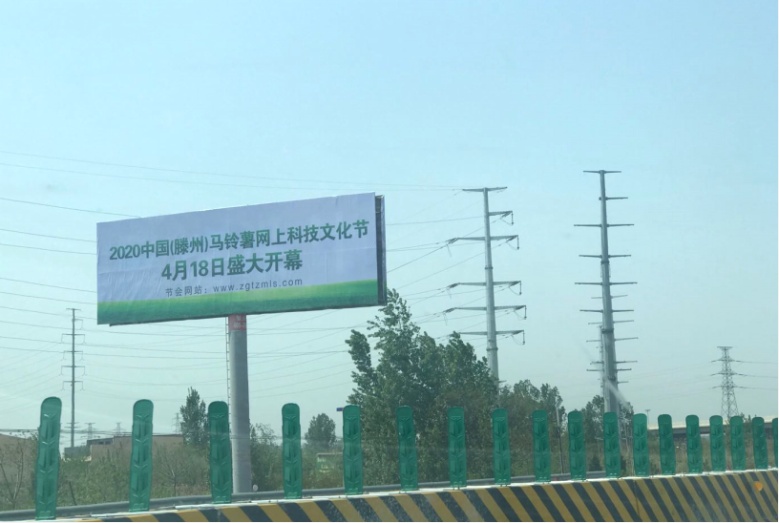 2020中国(滕州)马铃薯网上科技文化节
4月18日盛大开幕
节会网站：www.zgtzmls.com